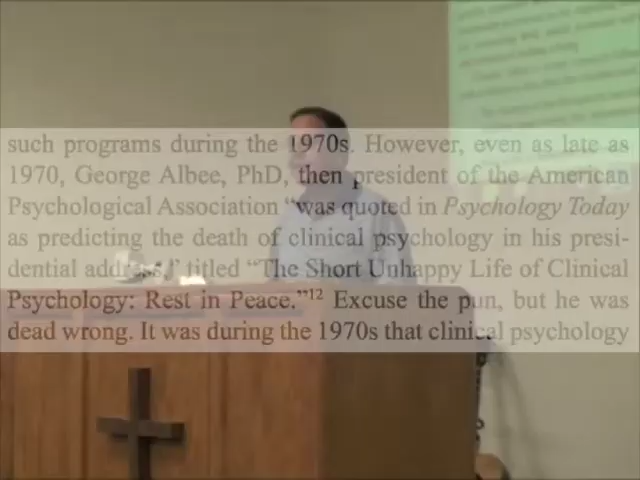 such programs during the 1970s. However, even as late as
1970, George Albee, PhD, then president of the American
Psychological Association "was quoted in Psychology Today
as predicting the death of clinical psychology in his presi-
dential address," titled "The Short Unhappy Life of Clinical
Psychology: Rest in Peace."12 Excuse the pun, but he was
dead wrong. It was during the 1970s that clinical psychology